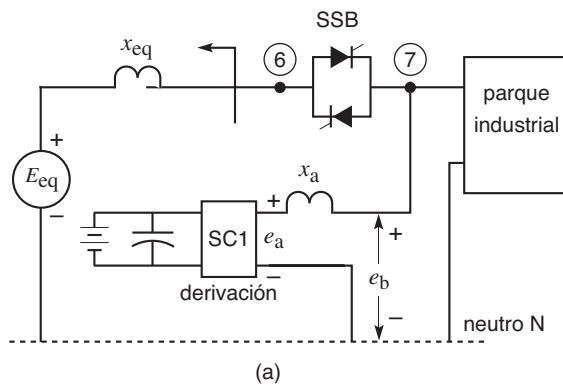 SSB
x_eq
6
7
parque
industrial
+
E_eq
–
x_a
+
SC1
e_a
–
derivación
+
e_b
–
neutro N
(a)